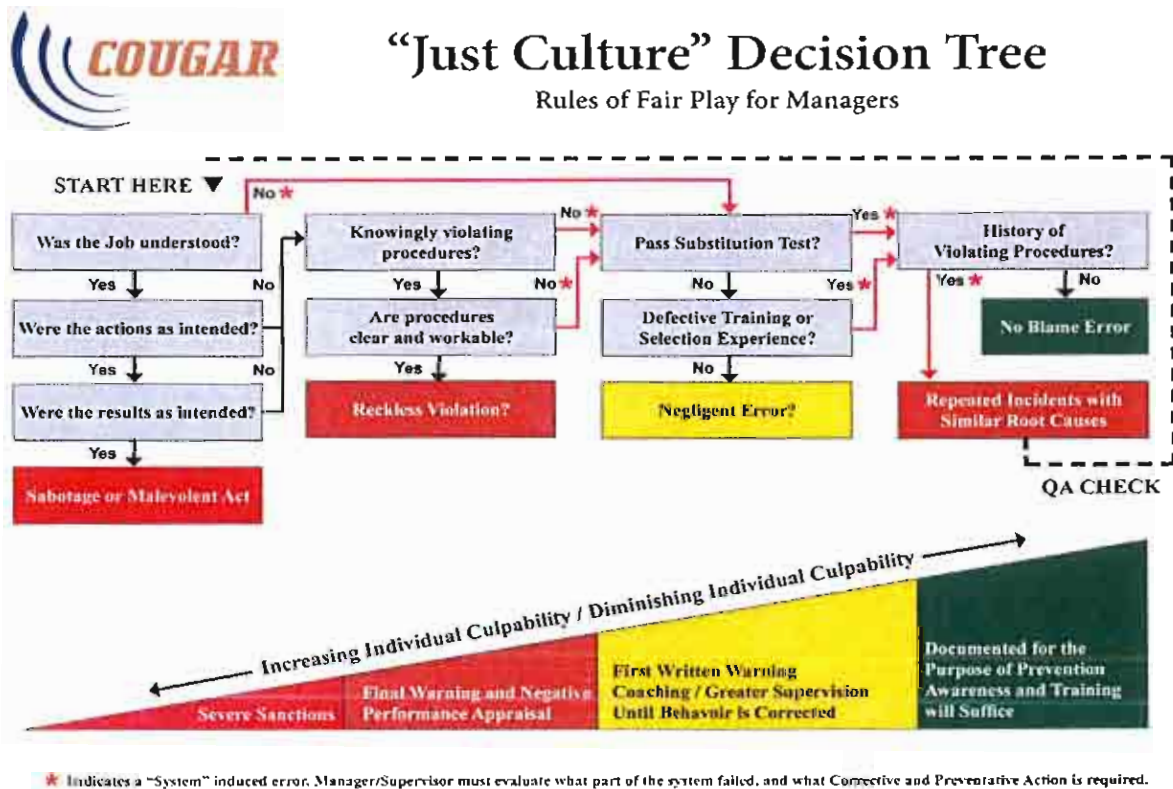 COUGAR
“Just Culture” Decision Tree
Rules of Fair Play for Managers
START HERE ▼
No *
Was the Job understood?
Yes
No
Were the actions as intended?
Yes
No
Were the results as intended?
Yes
Sabotage or Malevolent Act
Knowingly violating
procedures?
No *
Yes
No *
Are procedures
clear and workable?
Yes
Reckless Violation?
Pass Substitution Test?
Yes *
No
Yes *
Defective Training or
Selection Experience?
No
Negligent Error?
History of
Violating Procedures?
Yes *
No
No Blame Error
Repeated Incidents with
Similar Root Causes
QA CHECK
Increasing Individual Culpability / Diminishing Individual Culpability
Severe Sanctions
Final Warning and Negative
Performance Appraisal
First Written Warning
Coaching / Greater Supervision
Until Behavoir is Corrected
Documented for the
Purpose of Prevention
Awareness and Training
will Suffice
* Indicates a “System” induced error. Manager/Supervisor must evaluate what part of the system failed, and what Corrective and Preventative Action is required.